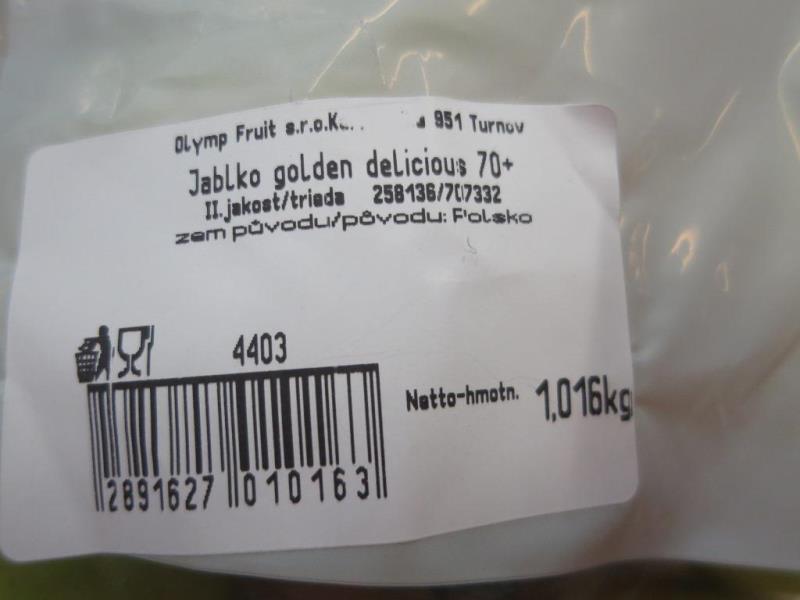 Olymp Fruit s.r.o. 951 Turnov
Jablko golden delicious 70+
II.jakost/trieda 258136/707332
zem původu/pôvodu: Polsko
4403
Netto-hmotn. 1,016kg
2891627 010163